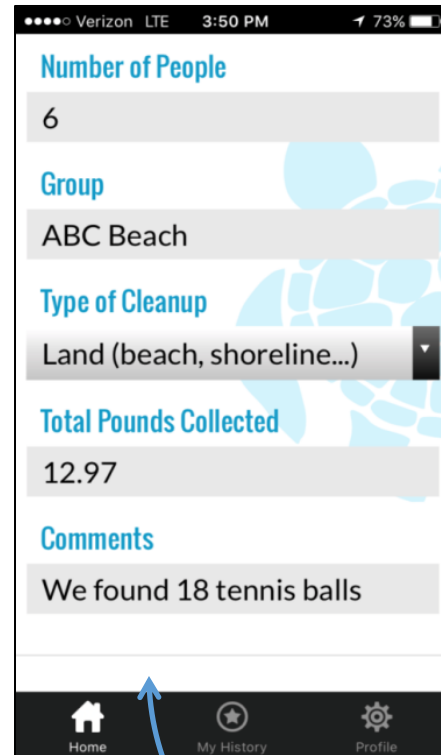 Verizon LTE 3:50 PM 73%
Number of People
6
Group
ABC Beach
Type of Cleanup
Land (beach, shoreline...)
Total Pounds Collected
12.97
Comments
We found 18 tennis balls
Home My History Profile